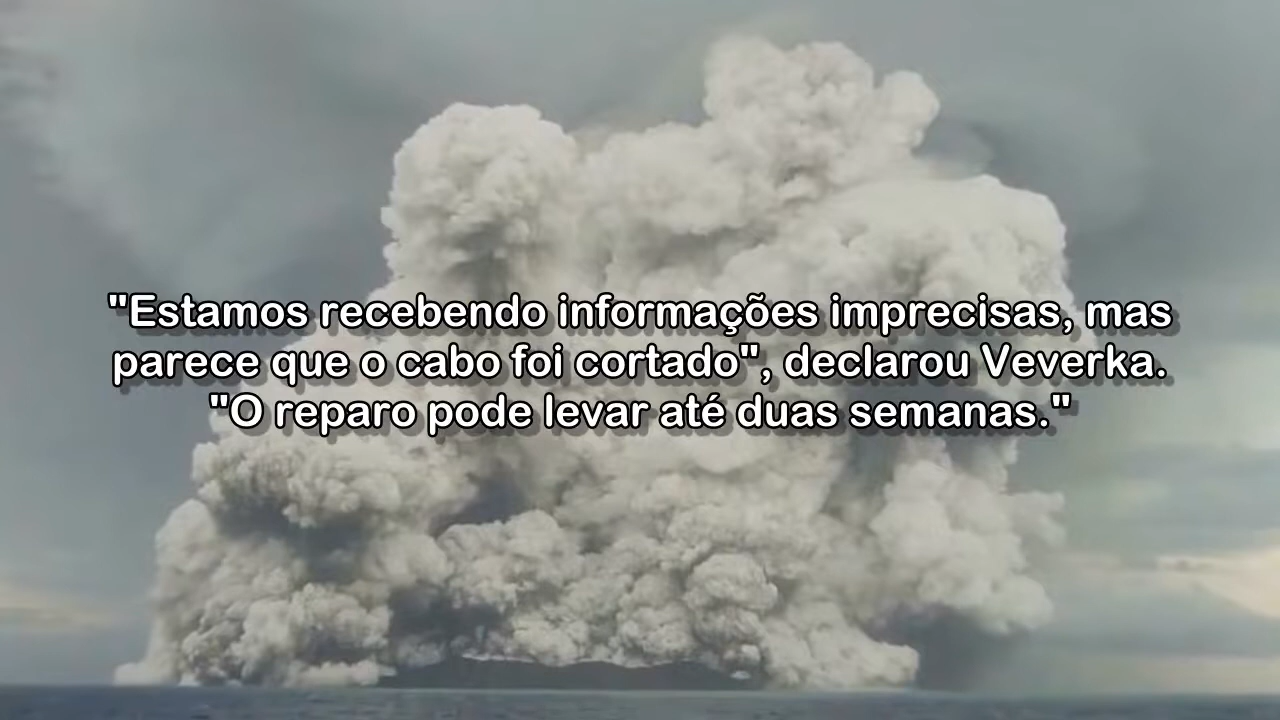 "Estamos recebendo informações imprecisas, mas
parece que o cabo foi cortado", declarou Veverka.
"O reparo pode levar até duas semanas."